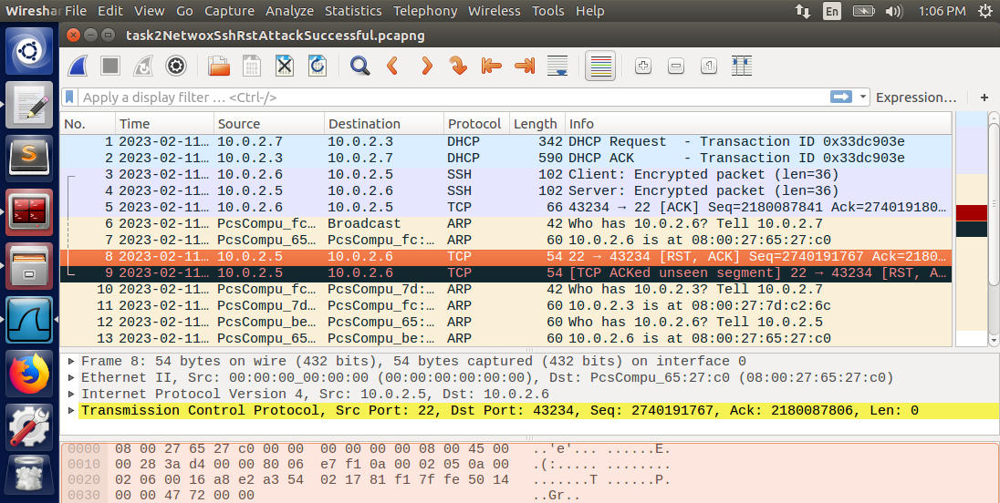 Wireshar File Edit View Go Capture Analyze Statistics Telephony Wireless Tools Help En 1:06 PM
task2NetwoxSshRstAttackSuccessful.pcapng
Apply a display filter … <Ctrl-/> Expression… +
No. Time Source Destination Protocol Length Info
1 2023-02-11… 10.0.2.7 10.0.2.3 DHCP 342 DHCP Request - Transaction ID 0x33dc903e
2 2023-02-11… 10.0.2.3 10.0.2.7 DHCP 590 DHCP ACK - Transaction ID 0x33dc903e
3 2023-02-11… 10.0.2.6 10.0.2.5 SSH 102 Client: Encrypted packet (len=36)
4 2023-02-11… 10.0.2.5 10.0.2.6 SSH 102 Server: Encrypted packet (len=36)
5 2023-02-11… 10.0.2.6 10.0.2.5 TCP 66 43234 → 22 [ACK] Seq=2180087841 Ack=274019180…
6 2023-02-11… PcsCompu_fc… Broadcast ARP 42 Who has 10.0.2.6? Tell 10.0.2.7
7 2023-02-11… PcsCompu_65… PcsCompu_fc:… ARP 60 10.0.2.6 is at 08:00:27:65:27:c0
8 2023-02-11… 10.0.2.5 10.0.2.6 TCP 54 22 → 43234 [RST, ACK] Seq=2740191767 Ack=2180…
9 2023-02-11… 10.0.2.5 10.0.2.6 TCP 54 [TCP ACKed unseen segment] 22 → 43234 [RST, A…
10 2023-02-11… PcsCompu_fc… PcsCompu_7d:… ARP 42 Who has 10.0.2.3? Tell 10.0.2.7
11 2023-02-11… PcsCompu_7d… PcsCompu_fc:… ARP 60 10.0.2.3 is at 08:00:27:7d:c2:6c
12 2023-02-11… PcsCompu_be… PcsCompu_65:… ARP 60 Who has 10.0.2.6? Tell 10.0.2.5
13 2023-02-11… PcsCompu_65… PcsCompu_be:… ARP 60 10.0.2.6 is at 08:00:27:65:27:c0
Frame 8: 54 bytes on wire (432 bits), 54 bytes captured (432 bits) on interface 0
Ethernet II, Src: 00:00:00_00:00:00 (00:00:00:00:00:00), Dst: PcsCompu_65:27:c0 (08:00:27:65:27:c0)
Internet Protocol Version 4, Src: 10.0.2.5, Dst: 10.0.2.6
Transmission Control Protocol, Src Port: 22, Dst Port: 43234, Seq: 2740191767, Ack: 2180087806, Len: 0
0000 08 00 27 65 27 c0 00 00 00 00 00 00 08 00 45 00 ..'e'... ......E.
0010 00 28 3a d4 00 00 80 06 e7 f1 0a 00 02 05 0a 00 .(:..... ........
0020 02 06 00 16 a8 e2 a3 54 02 17 81 f1 7f fe 50 14 .......T ......P.
0030 00 00 47 72 00 00 ..Gr..